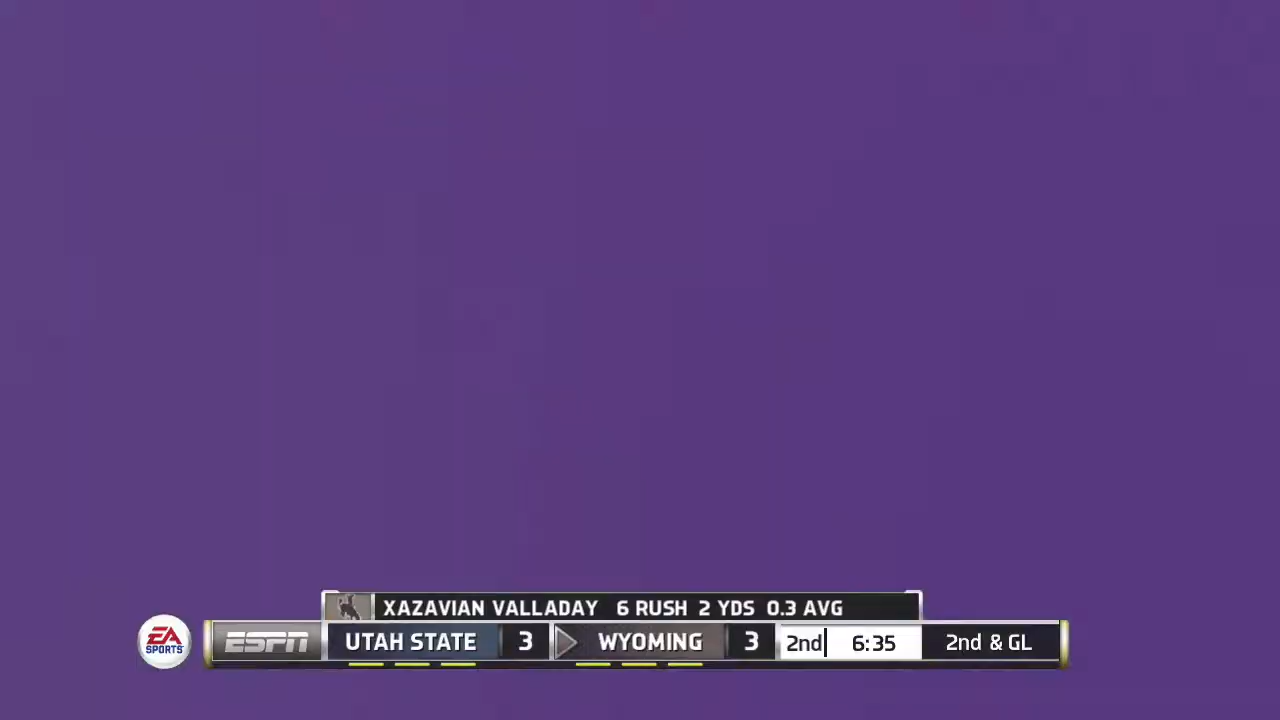 XAZAVIAN VALLADAY 6 RUSH 2 YDS 0.3 AVG
EA SPORTS ESPN UTAH STATE 3 WYOMING 3 2nd 6:35 2nd & GL